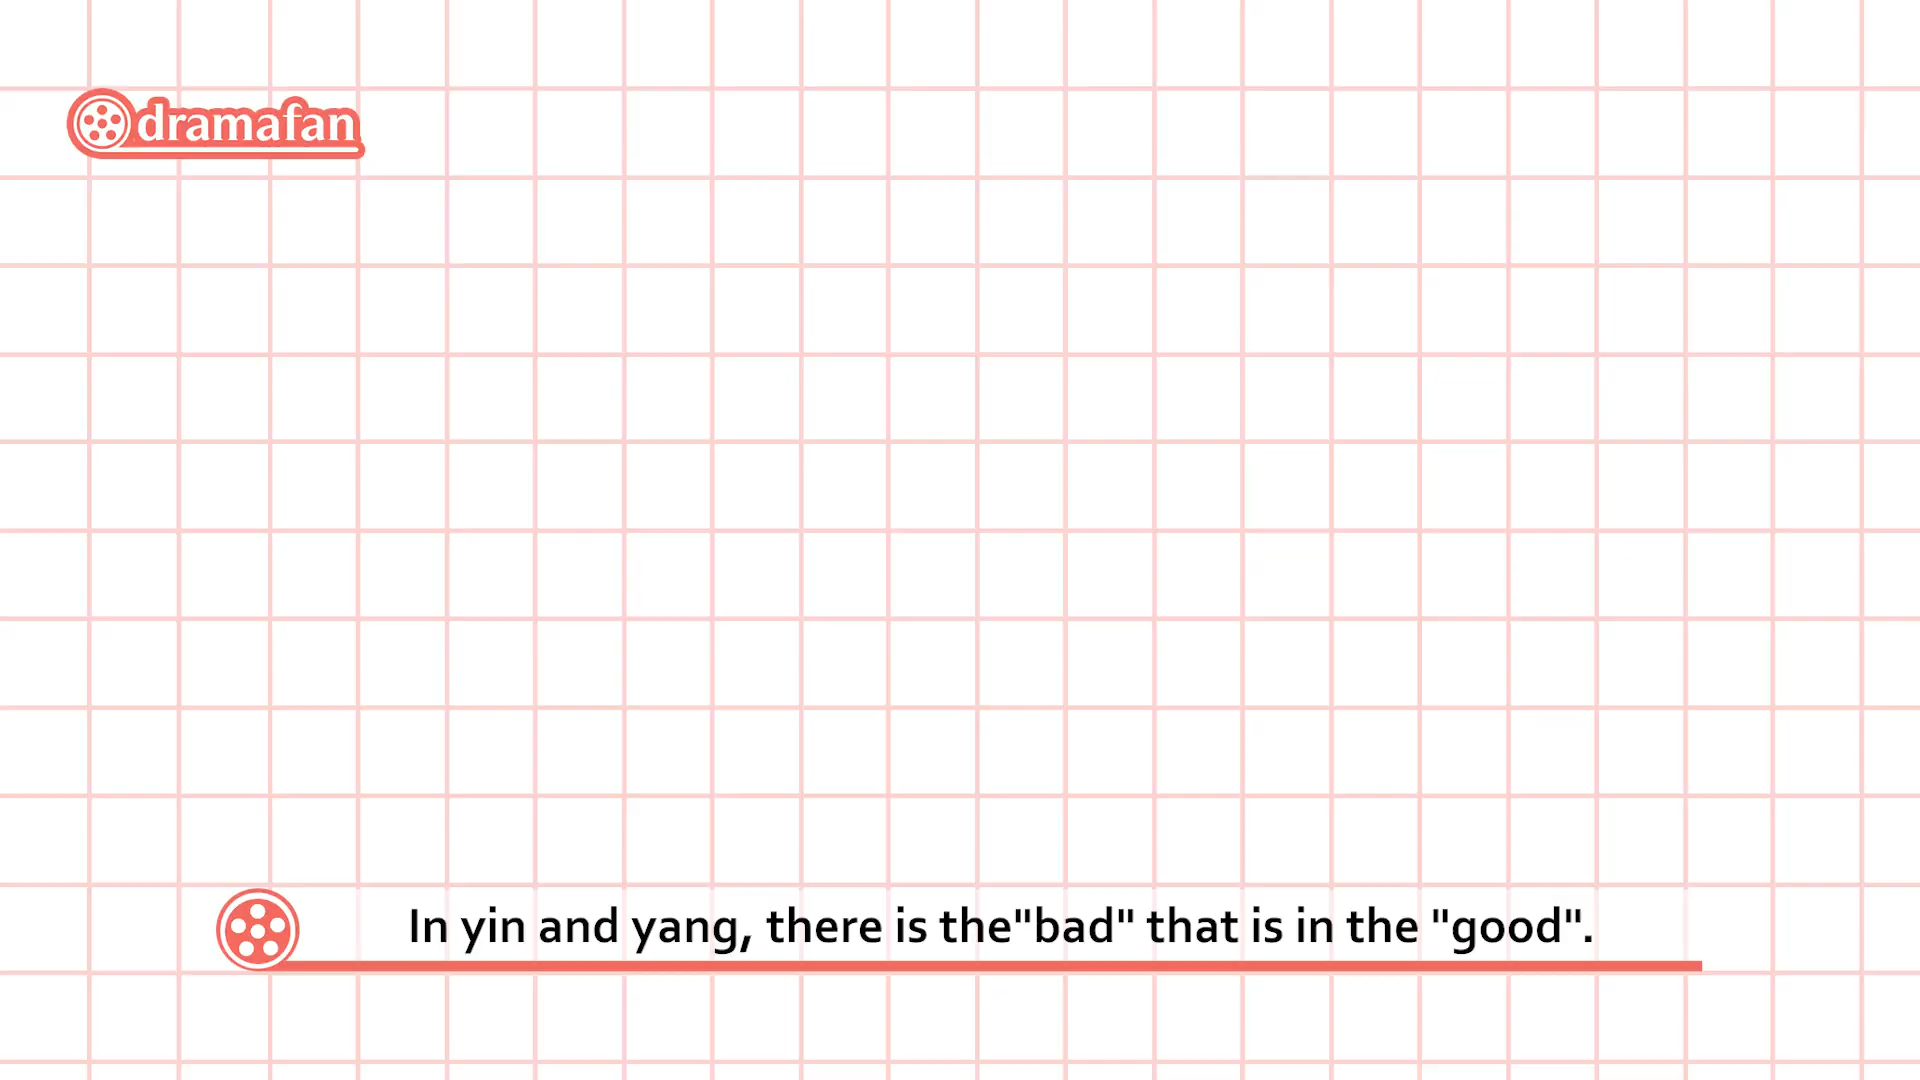 dramafan
In yin and yang, there is the"bad" that is in the "good".